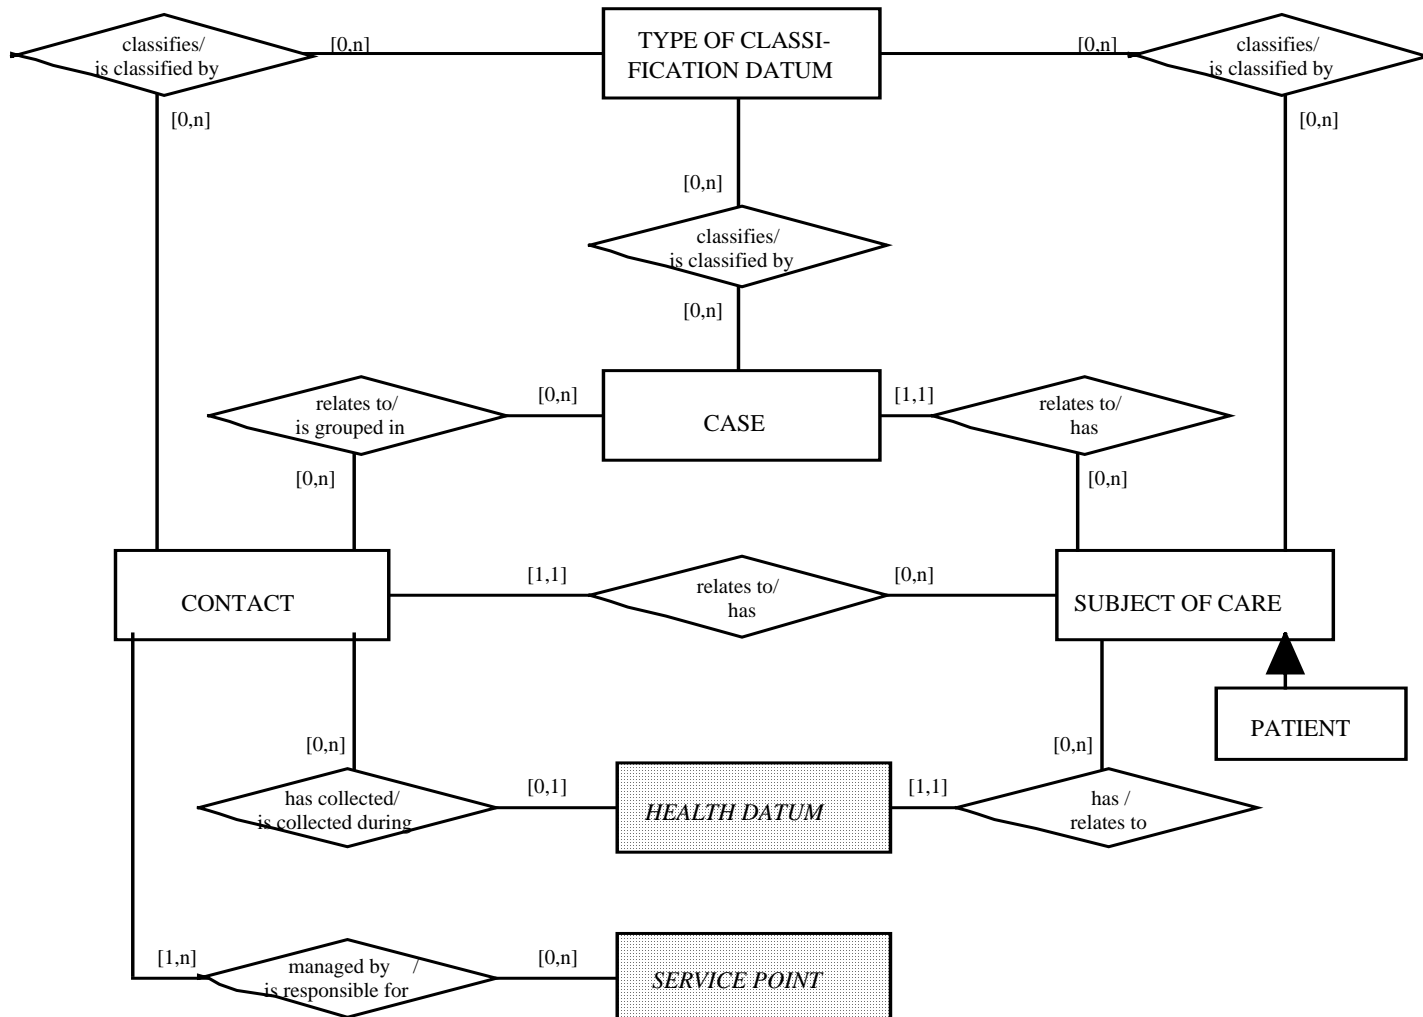 classifies/
is classified by
[0,n]
TYPE OF CLASSI-
FICATION DATUM
[0,n]
classifies/
is classified by
[0,n]
[0,n]
[0,n]
classifies/
is classified by
[0,n]
relates to/
is grouped in
[0,n]
CASE
[1,1]
relates to/
has
[0,n]
[0,n]
CONTACT
[1,1]
relates to/
has
[0,n]
SUBJECT OF CARE
PATIENT
[0,n]
[0,n]
has collected/
is collected during
[0,1]
HEALTH DATUM
[1,1]
has /
relates to
[1,n]
managed by /
is responsible for
[0,n]
SERVICE POINT